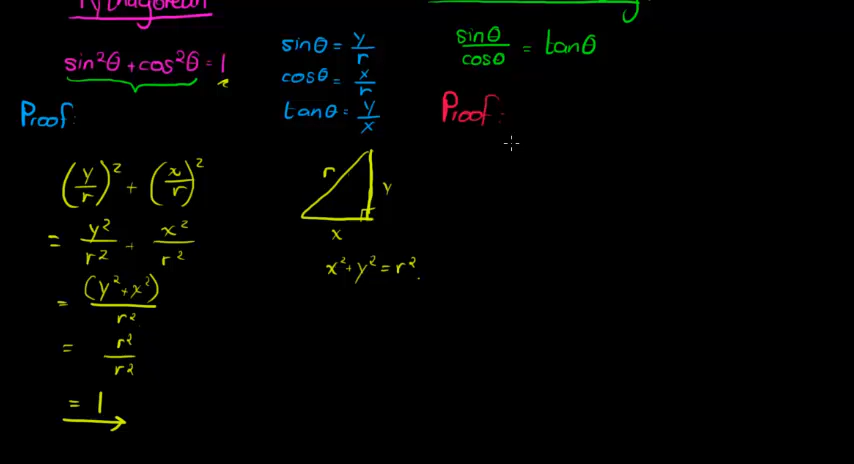 Pythagorean
sin²θ + cos²θ = 1
Proof:
(y/r)² + (x/r)²
= y²/r² + x²/r²
= (y² + x²)/r²
= r²/r²
= 1
sinθ = y/r
cosθ = x/r
tanθ = y/x
r
y
x
x² + y² = r².
sinθ/cosθ = tanθ
Proof: